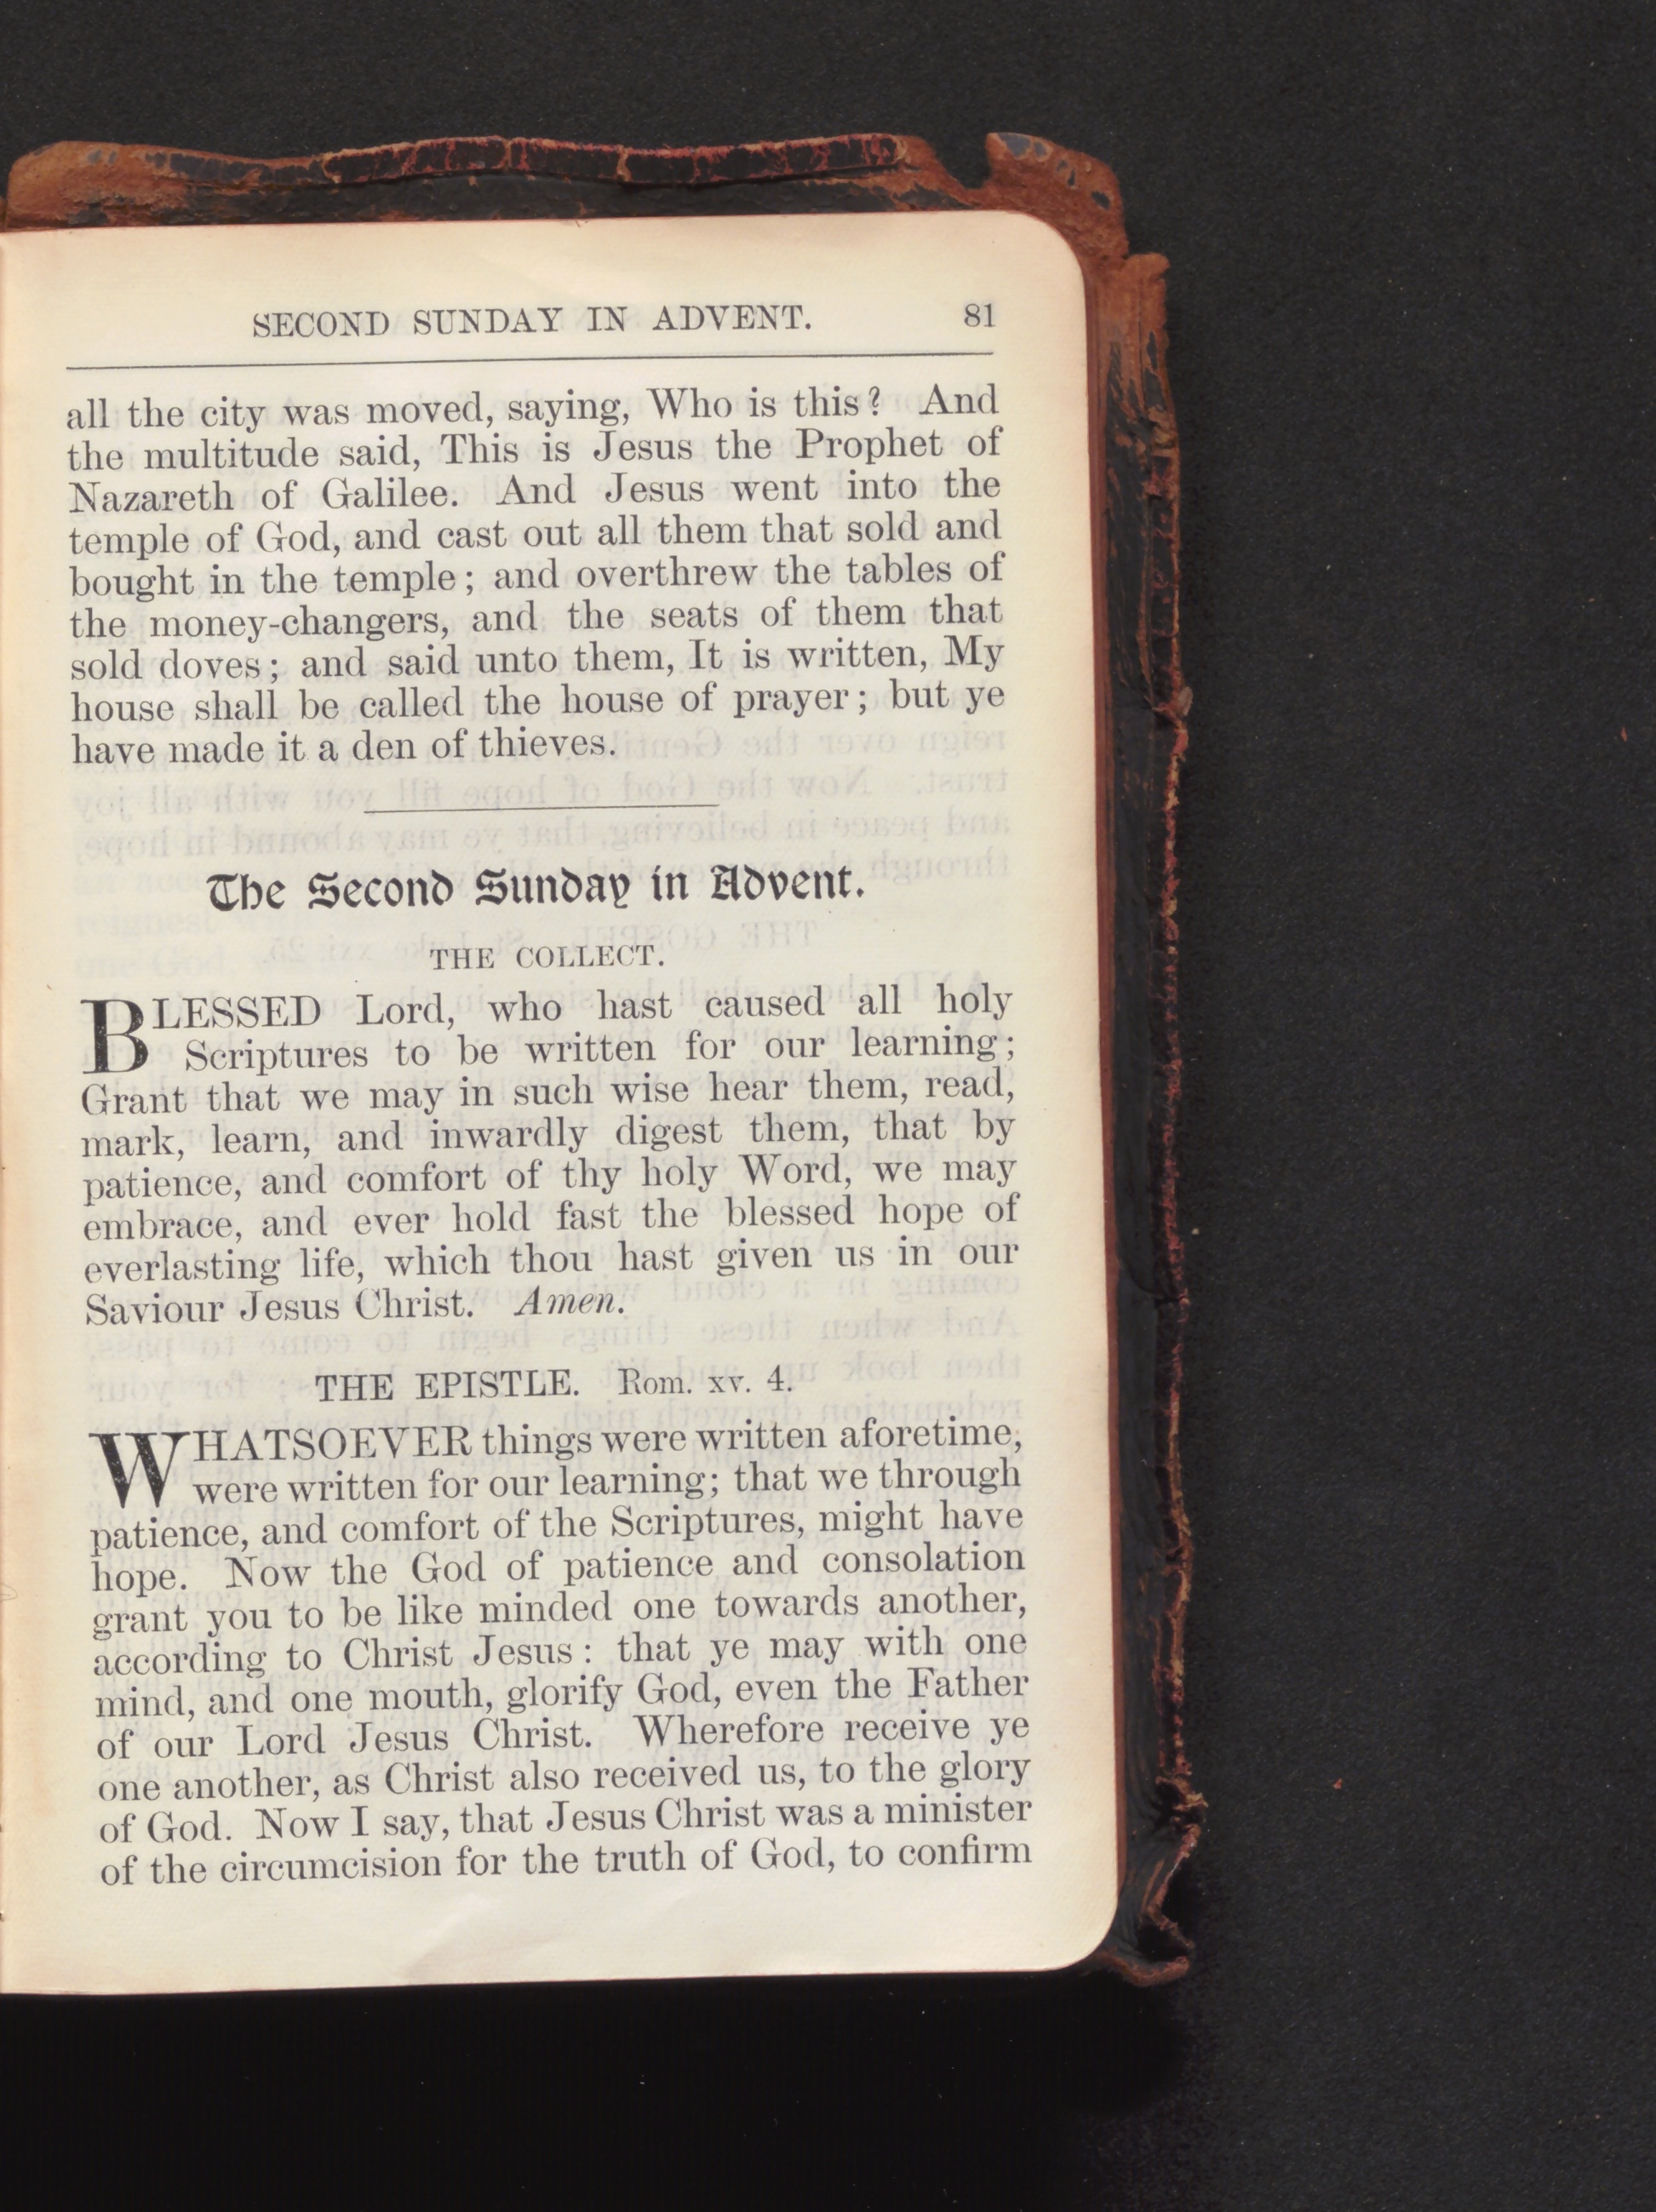 SECOND SUNDAY IN ADVENT. 81
all the city was moved, saying, Who is this? And
the multitude said, This is Jesus the Prophet of
Nazareth of Galilee. And Jesus went into the
temple of God, and cast out all them that sold and
bought in the temple; and overthrew the tables of
the money-changers, and the seats of them that
sold doves; and said unto them, It is written, My
house shall be called the house of prayer; but ye
have made it a den of thieves.
The Second Sunday in Advent.
THE COLLECT.
BLESSED Lord, who hast caused all holy
Scriptures to be written for our learning;
Grant that we may in such wise hear them, read,
mark, learn, and inwardly digest them, that by
patience, and comfort of thy holy Word, we may
embrace, and ever hold fast the blessed hope of
everlasting life, which thou hast given us in our
Saviour Jesus Christ. Amen.
THE EPISTLE. Rom. xv. 4.
WHATSOEVER things were written aforetime,
were written for our learning; that we through
patience, and comfort of the Scriptures, might have
hope. Now the God of patience and consolation
grant you to be like minded one towards another,
according to Christ Jesus: that ye may with one
mind, and one mouth, glorify God, even the Father
of our Lord Jesus Christ. Wherefore receive ye
one another, as Christ also received us, to the glory
of God. Now I say, that Jesus Christ was a minister
of the circumcision for the truth of God, to confirm